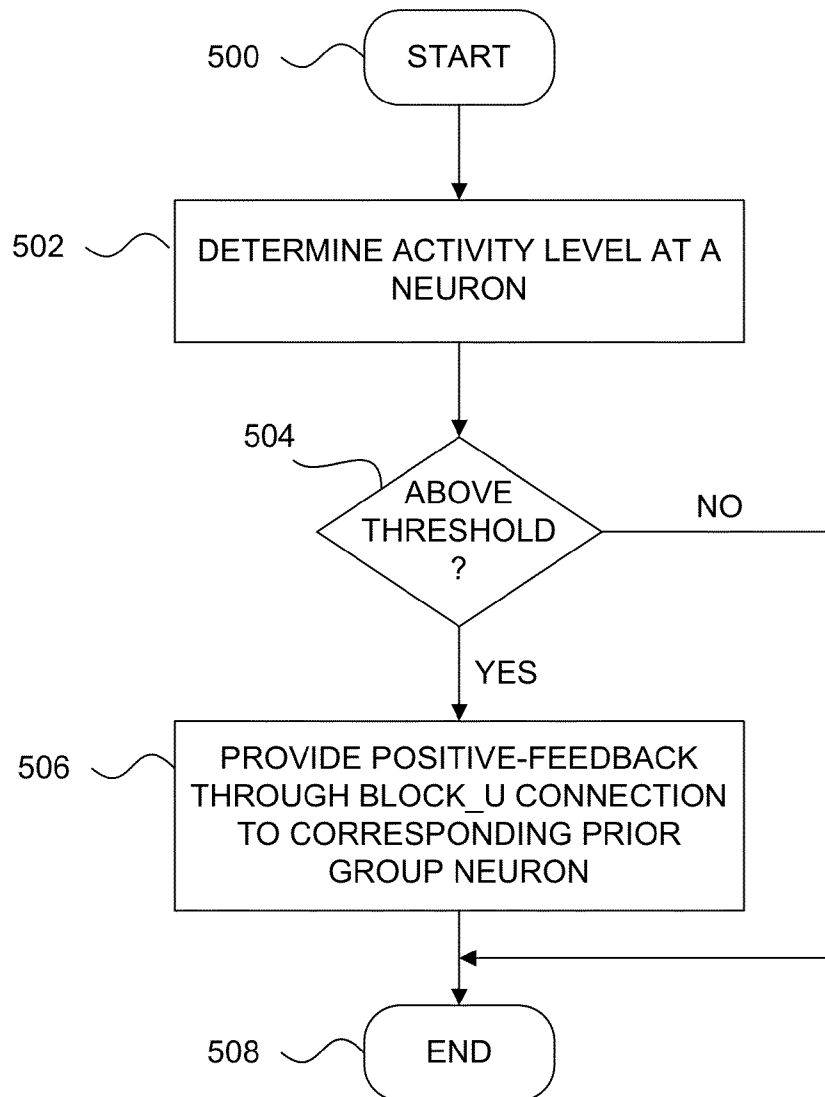 500
START
502
DETERMINE ACTIVITY LEVEL AT A
NEURON
504
ABOVE
THRESHOLD
?
NO
YES
506
PROVIDE POSITIVE-FEEDBACK
THROUGH BLOCK_U CONNECTION
TO CORRESPONDING PRIOR
GROUP NEURON
508
END